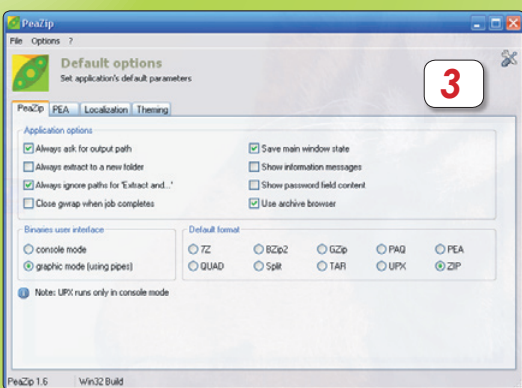 PeaZip
File Options ?
Default options
Set application's default parameters
3
PeaZip PEA Localization Theming
Application options
Always ask for output path
Save main window state
Always extract to a new folder
Show information messages
Always ignore paths for "Extract and..."
Show password field content
Close gwrap when job completes
Use archive browser
Binaries user interface
Default format
console mode
7Z BZip2 GZip PAQ PEA
graphic mode (using pipes)
QUAD Split TAR UPX ZIP
Note: UPX runs only in console mode
PeaZip 1.6 Win32 Build